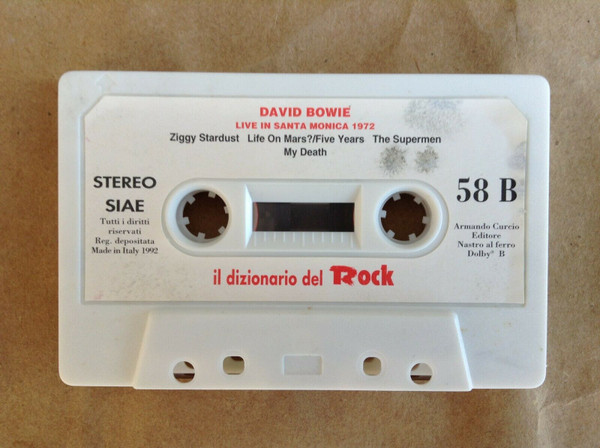 DAVID BOWIE
LIVE IN SANTA MONICA 1972
Ziggy Stardust Life On Mars?/Five Years The Supermen
My Death
STEREO
SIAE
Tutti i diritti
riservati
Reg. depositata
Made in Italy 1992
58 B
Armando Curcio
Editore
Nastro al ferro
Dolby® B
il dizionario del Rock